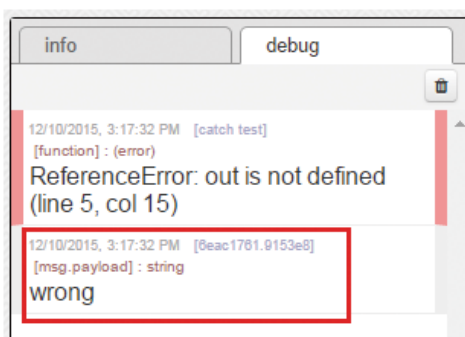 info debug
12/10/2015, 3:17:32 PM [catch test]
[function] : (error)
ReferenceError: out is not defined
(line 5, col 15)
12/10/2015, 3:17:32 PM [6eac1761.9153e8]
[msg.payload] : string
wrong